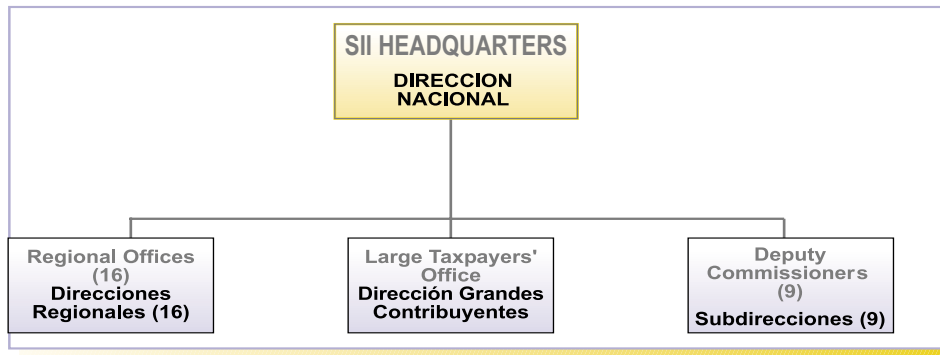 SII HEADQUARTERS
DIRECCION
NACIONAL
Regional Offices
(16)
Direcciones
Regionales (16)
Large Taxpayers'
Office
Dirección Grandes
Contribuyentes
Deputy
Commissioners
(9)
Subdirecciones (9)